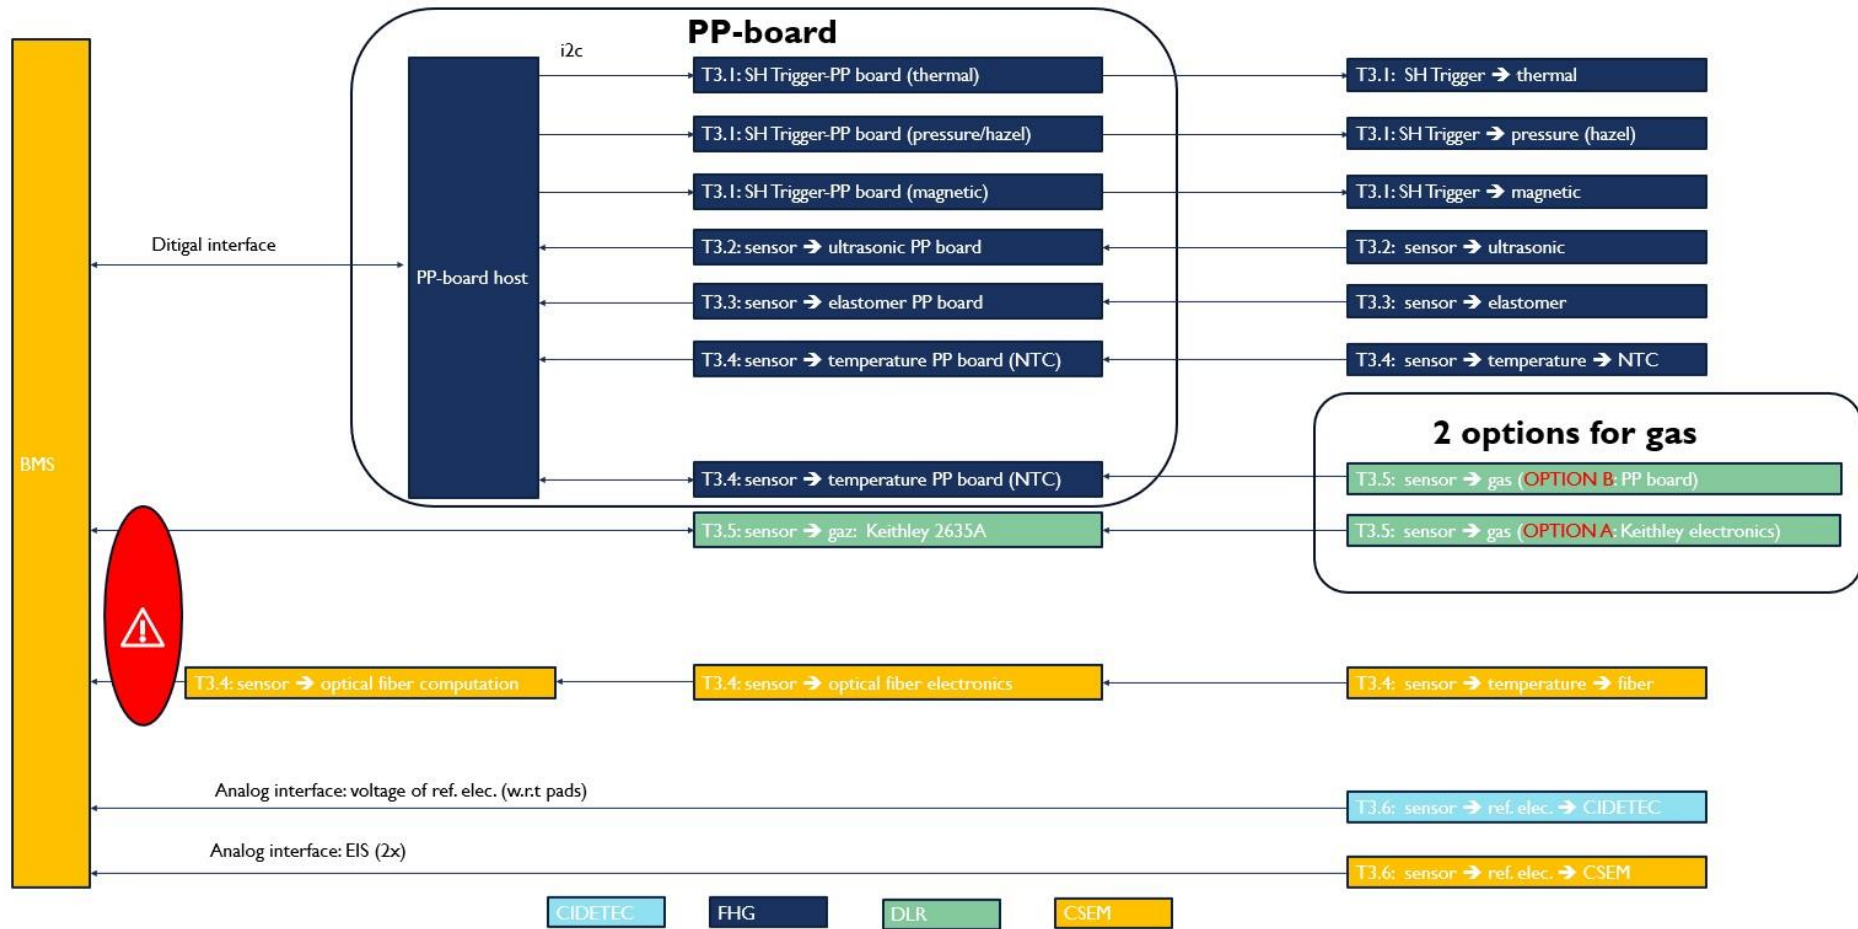 PP-board
i2c
T3.1: SH Trigger-PP board (thermal)
T3.1: SH Trigger ➔ thermal
T3.1: SH Trigger-PP board (pressure/hazel)
T3.1: SH Trigger ➔ pressure (hazel)
T3.1: SH Trigger-PP board (magnetic)
T3.1: SH Trigger ➔ magnetic
Ditigal interface
T3.2: sensor ➔ ultrasonic PP board
T3.2: sensor ➔ ultrasonic
PP-board host
T3.3: sensor ➔ elastomer PP board
T3.3: sensor ➔ elastomer
T3.4: sensor ➔ temperature PP board (NTC)
T3.4: sensor ➔ temperature ➔ NTC
2 options for gas
BMS
T3.4: sensor ➔ temperature PP board (NTC)
T3.5: sensor ➔ gas (OPTION B: PP board)
T3.5: sensor ➔ gaz: Keithley 2635A
T3.5: sensor ➔ gas (OPTION A: Keithley electronics)
T3.4: sensor ➔ optical fiber computation
T3.4: sensor ➔ optical fiber electronics
T3.4: sensor ➔ temperature ➔ fiber
Analog interface: voltage of ref. elec. (w.r.t pads)
T3.6: sensor ➔ ref. elec. ➔ CIDETEC
Analog interface: EIS (2x)
T3.6: sensor ➔ ref. elec. ➔ CSEM
CIDETEC
FHG
DLR
CSEM